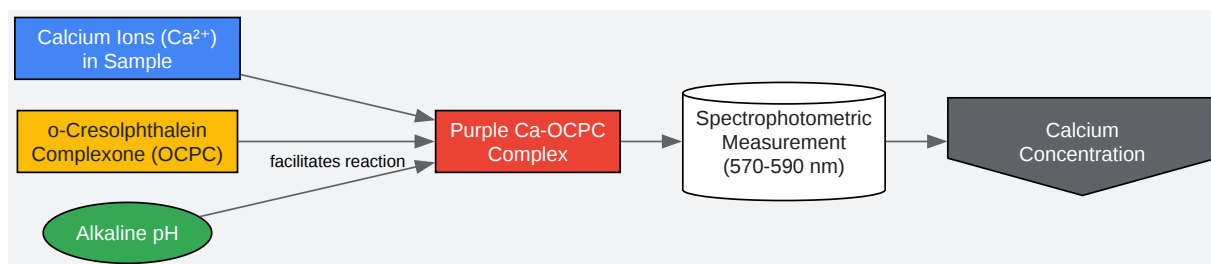 Calcium Ions (Ca²⁺)
in Sample
o-Cresolphthalein
Complexone (OCPC)
facilitates reaction
Alkaline pH
Purple Ca-OCPC
Complex
Spectrophotometric
Measurement
(570-590 nm)
Calcium
Concentration